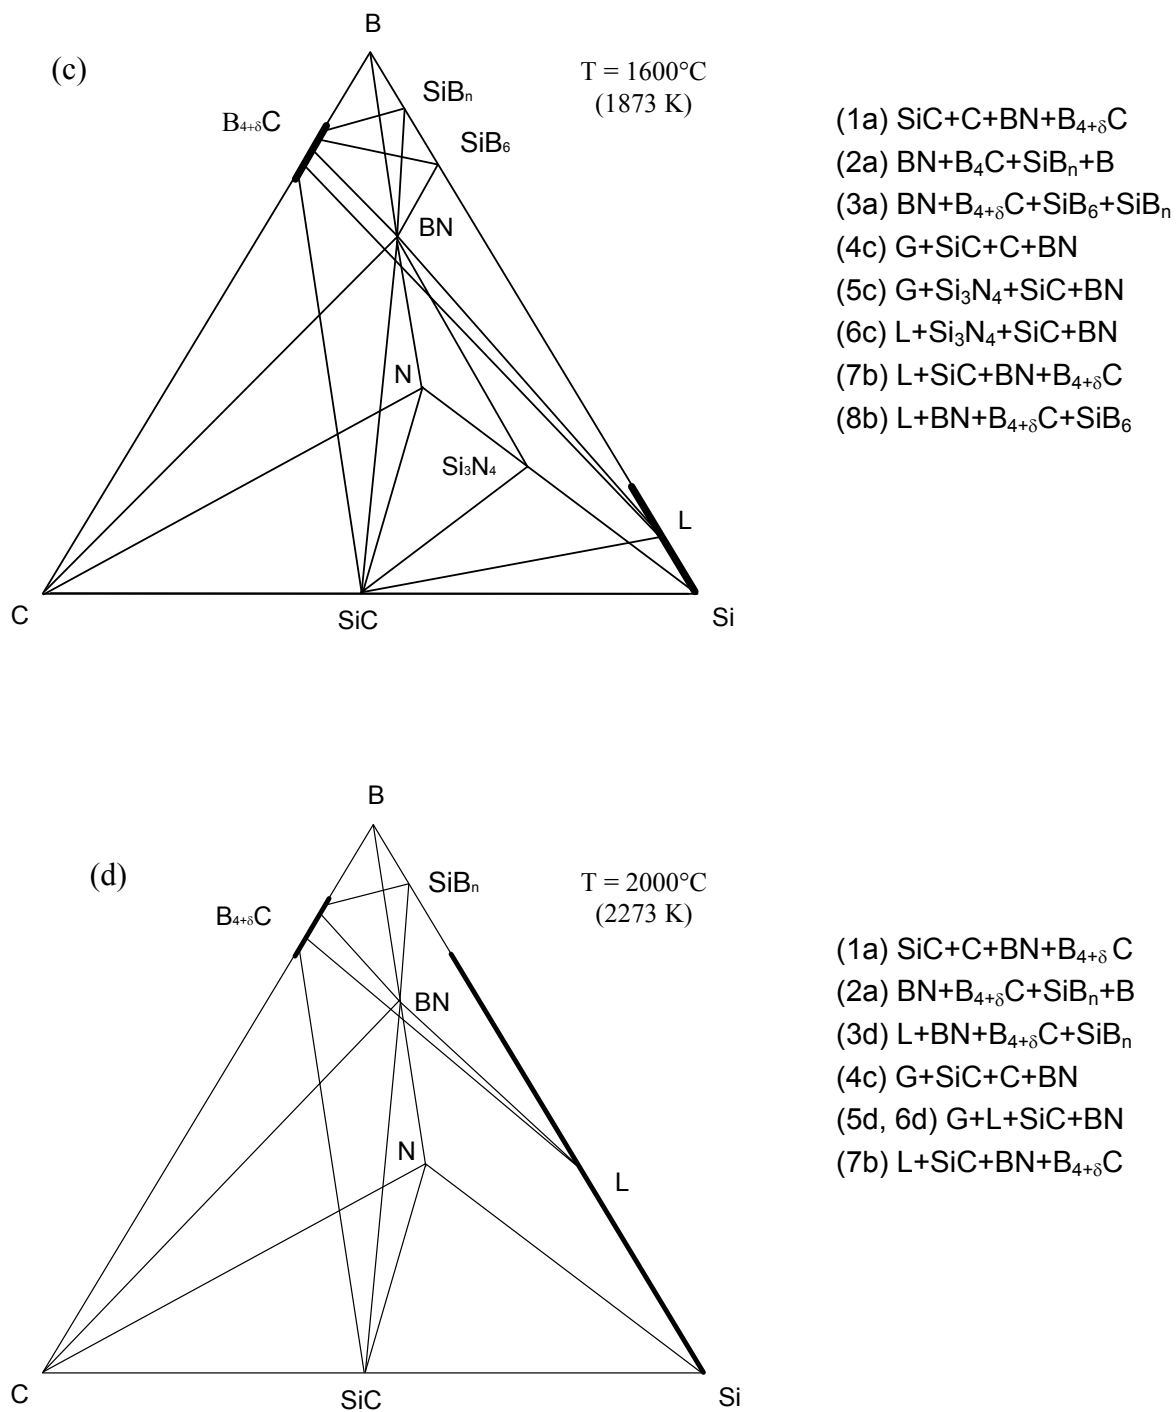 B
(c)
T = 1600°C
(1873 K)
SiBₙ
B₄₊δC
SiB₆
BN
N
Si₃N₄
L
C
SiC
Si
(1a) SiC+C+BN+B₄₊δC
(2a) BN+B₄C+SiBₙ+B
(3a) BN+B₄₊δC+SiB₆+SiBₙ
(4c) G+SiC+C+BN
(5c) G+Si₃N₄+SiC+BN
(6c) L+Si₃N₄+SiC+BN
(7b) L+SiC+BN+B₄₊δC
(8b) L+BN+B₄₊δC+SiB₆
B
(d)
T = 2000°C
(2273 K)
SiBₙ
B₄₊δC
BN
N
L
C
SiC
Si
(1a) SiC+C+BN+B₄₊δ C
(2a) BN+B₄₊δC+SiBₙ+B
(3d) L+BN+B₄₊δC+SiBₙ
(4c) G+SiC+C+BN
(5d, 6d) G+L+SiC+BN
(7b) L+SiC+BN+B₄₊δC